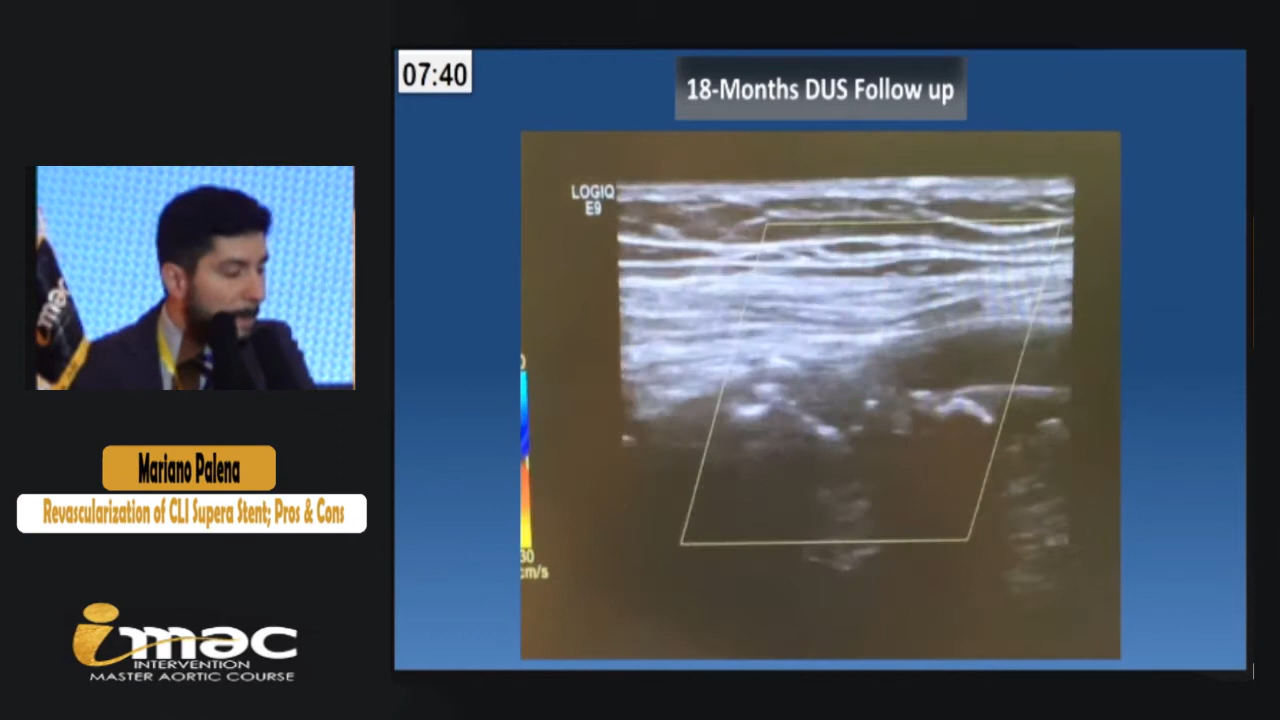 07:40
18-Months DUS Follow up
LOGIQ
E9
0
30
cm/s
Mariano Palena
Revascularization of CLI Supera Stent; Pros & Cons
imac
INTERVENTION
MASTER AORTIC COURSE